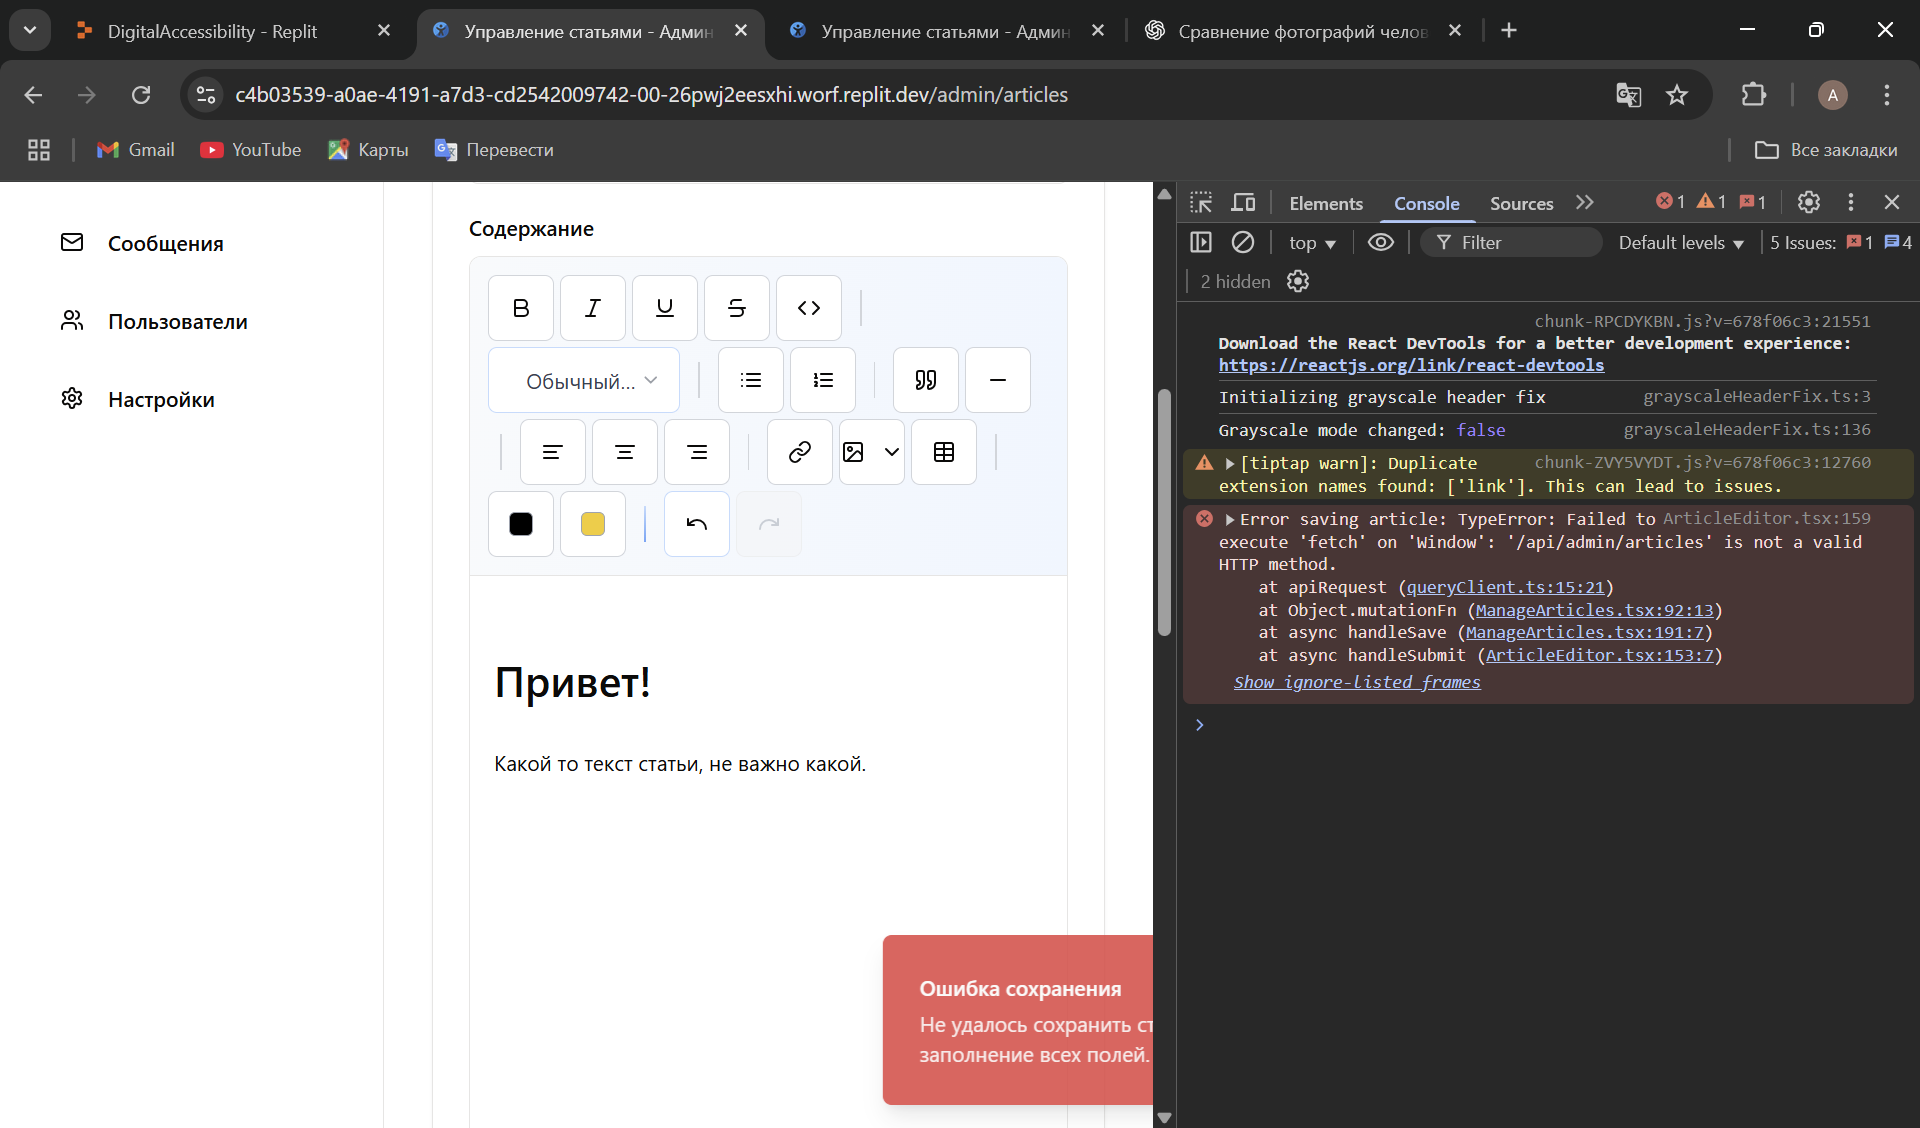 DigitalAccessibility - Replit
Управление статьями - Админ
Управление статьями - Админ
Сравнение фотографий челов
c4b03539-a0ae-4191-a7d3-cd2542009742-00-26pwj2eesxhi.worf.replit.dev/admin/articles
A
Gmail
YouTube
Карты
Перевести
Все закладки
Сообщения
Пользователи
Настройки
Содержание
B I U S <>
Обычный...
Привет!
Какой то текст статьи, не важно какой.
Ошибка сохранения
Не удалось сохранить ст
заполнение всех полей.
Elements Console Sources 1 1 1
top Filter Default levels 5 Issues: 1 4
2 hidden
chunk-RPCDYKBN.js?v=678f06c3:21551
Download the React DevTools for a better development experience:
https://reactjs.org/link/react-devtools
Initializing grayscale header fix grayscaleHeaderFix.ts:3
Grayscale mode changed: false grayscaleHeaderFix.ts:136
[tiptap warn]: Duplicate chunk-ZVY5VYDT.js?v=678f06c3:12760
extension names found: ['link']. This can lead to issues.
Error saving article: TypeError: Failed to ArticleEditor.tsx:159
execute 'fetch' on 'Window': '/api/admin/articles' is not a valid
HTTP method.
at apiRequest (queryClient.ts:15:21)
at Object.mutationFn (ManageArticles.tsx:92:13)
at async handleSave (ManageArticles.tsx:191:7)
at async handleSubmit (ArticleEditor.tsx:153:7)
Show ignore-listed frames